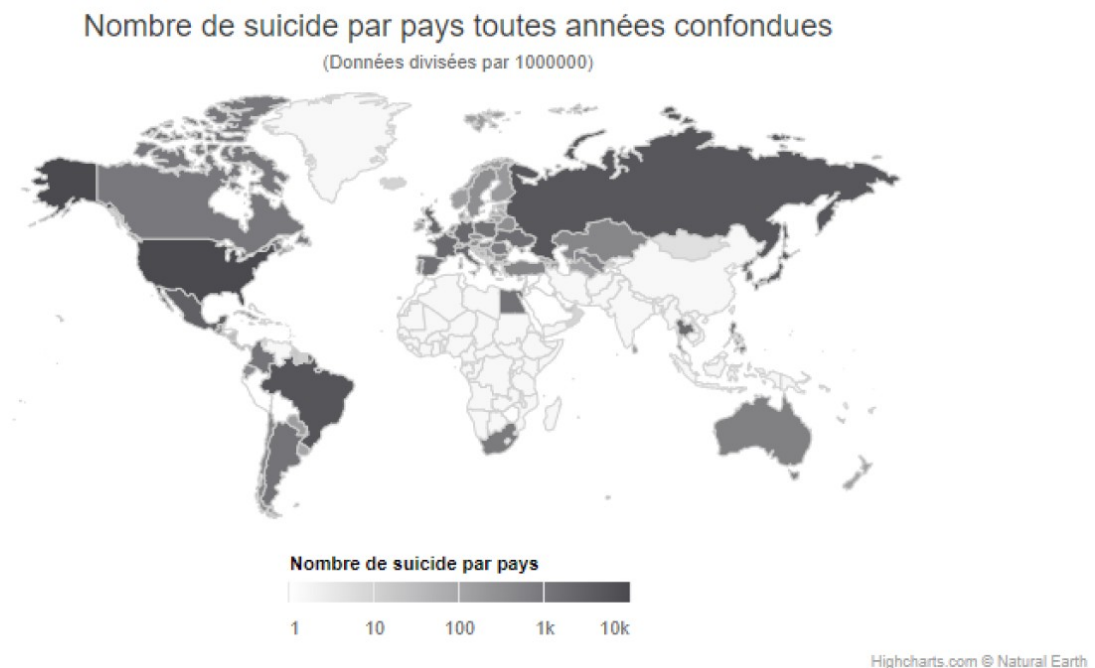 Nombre de suicide par pays toutes années confondues
(Données divisées par 1000000)
Nombre de suicide par pays
1 10 100 1k 10k
Highcharts.com © Natural Earth